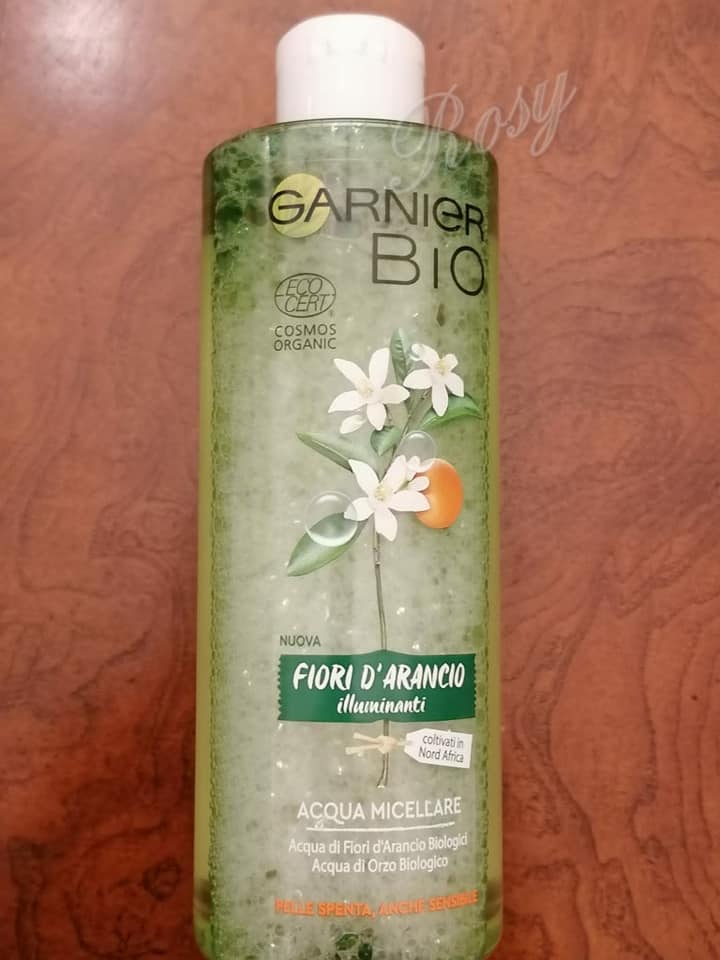 Rosy
GARNIER
BIO
ECO
CERT
COSMOS
ORGANIC
NUOVA
FIORI D'ARANCIO
illuminanti
coltivati in
Nord Africa
ACQUA MICELLARE
Acqua di Fiori d'Arancio Biologici
Acqua di Orzo Biologico
PELLE SPENTA, ANCHE SENSIBILE